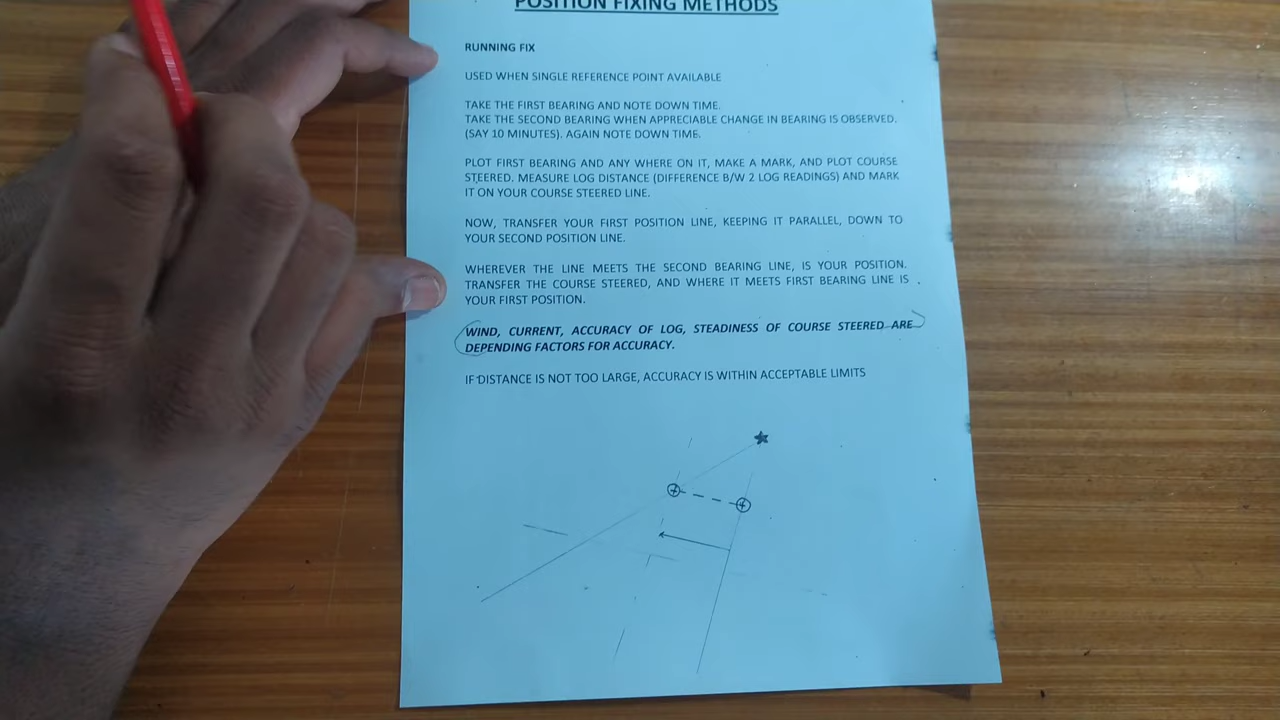 POSITION FIXING METHODS
RUNNING FIX
USED WHEN SINGLE REFERENCE POINT AVAILABLE
TAKE THE FIRST BEARING AND NOTE DOWN TIME.
TAKE THE SECOND BEARING WHEN APPRECIABLE CHANGE IN BEARING IS OBSERVED.
(SAY 10 MINUTES). AGAIN NOTE DOWN TIME.
PLOT FIRST BEARING AND ANY WHERE ON IT, MAKE A MARK, AND PLOT COURSE
STEERED. MEASURE LOG DISTANCE (DIFFERENCE B/W 2 LOG READINGS) AND MARK
IT ON YOUR COURSE STEERED LINE.
NOW, TRANSFER YOUR FIRST POSITION LINE, KEEPING IT PARALLEL, DOWN TO
YOUR SECOND POSITION LINE.
WHEREVER THE LINE MEETS THE SECOND BEARING LINE, IS YOUR POSITION.
TRANSFER THE COURSE STEERED, AND WHERE IT MEETS FIRST BEARING LINE IS
YOUR FIRST POSITION.
WIND, CURRENT, ACCURACY OF LOG, STEADINESS OF COURSE STEERED ARE
DEPENDING FACTORS FOR ACCURACY.
IF DISTANCE IS NOT TOO LARGE, ACCURACY IS WITHIN ACCEPTABLE LIMITS